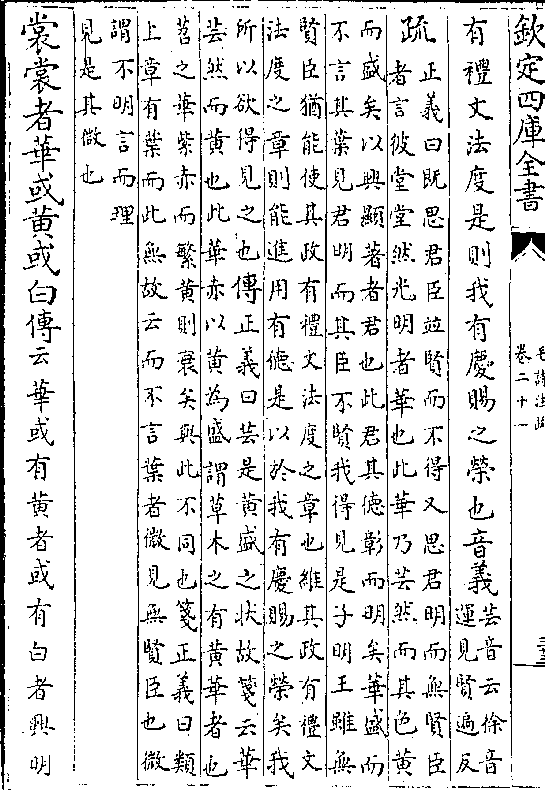 欽定四庫全書
毛詩注疏
卷二十一
有禮文法度是則我有慶賜之榮也音義芸音云徐音
運見賢遍反
疏正義曰既思君臣並賢而不得又思君明而無賢臣
者言彼堂堂然光明者華也此華乃芸然而其色黄
而盛矣以興顯著者君也此君其德彰而明矣華盛而
不言其葉見君明而其臣不賢我得見是子明王雖無
賢臣猶能使其政有禮文法度之章也維其政有禮文
法度之章則能進用有德是以於我有慶賜之榮矣我
所以欲得見之也傳正義曰芸是黄盛之狀故箋云華
芸然而黄也此華亦以黄為盛謂草木之有黄華者也
苕之華紫赤而繁黄則衰矣與此不同也箋正義曰類
上章有葉而此無故云而不言葉者微見無賢臣也微
謂不明言而理
見是其微也
裳裳者華或黄或白傳云華或有黄者或有白者興明